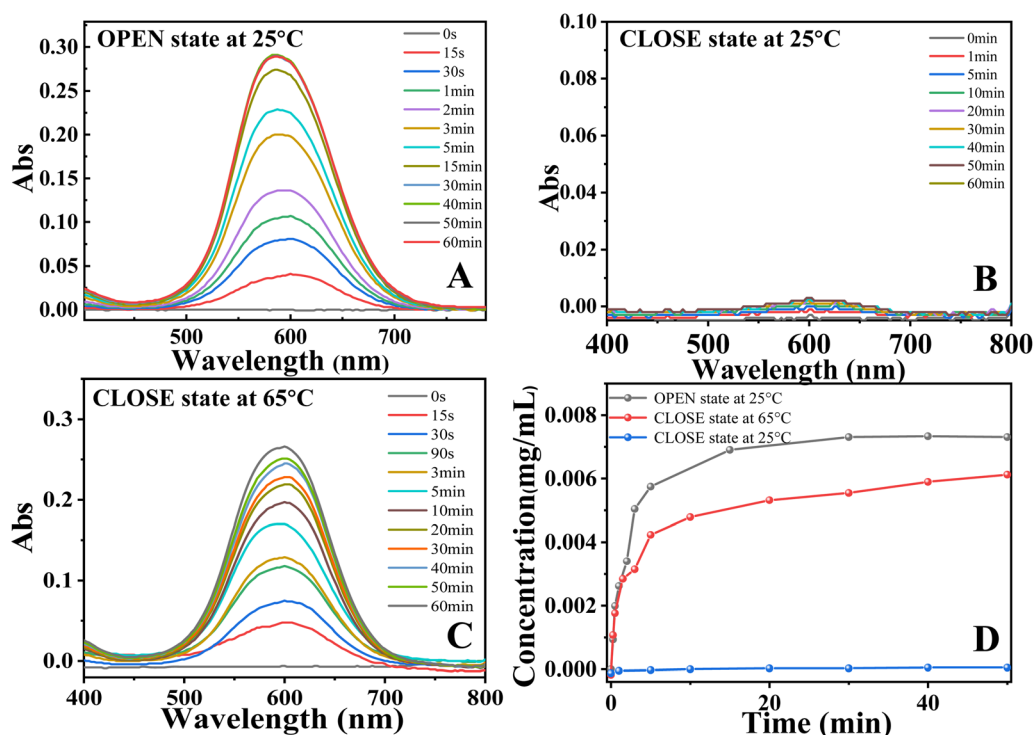 OPEN state at 25°C
0s
15s
30s
1min
2min
3min
5min
15min
30min
40min
50min
60min
0.30
0.25
0.20
0.15
0.10
0.05
0.00
Abs
A
500
600
700
Wavelength (nm)
CLOSE state at 25°C
0min
1min
5min
10min
20min
30min
40min
50min
60min
0.10
0.08
0.06
0.04
0.02
0.00
Abs
B
400
500
600
700
800
Wavelength (nm)
CLOSE state at 65°C
0s
15s
30s
90s
3min
5min
10min
20min
30min
40min
50min
60min
0.3
0.2
0.1
0.0
Abs
C
400
500
600
700
800
Wavelength (nm)
OPEN state at 25°C
CLOSE state at 65°C
CLOSE state at 25°C
0.008
0.006
0.004
0.002
0.000
Concentration(mg/mL)
D
0
20
40
Time (min)